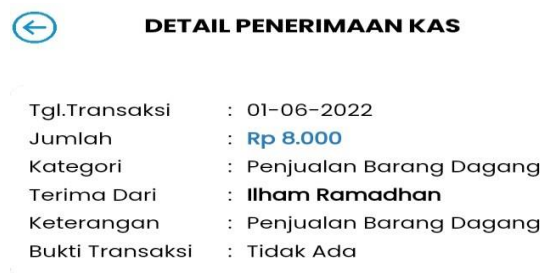 DETAIL PENERIMAAN KAS
Tgl.Transaksi : 01-06-2022
Jumlah : Rp 8.000
Kategori : Penjualan Barang Dagang
Terima Dari : Ilham Ramadhan
Keterangan : Penjualan Barang Dagang
Bukti Transaksi : Tidak Ada